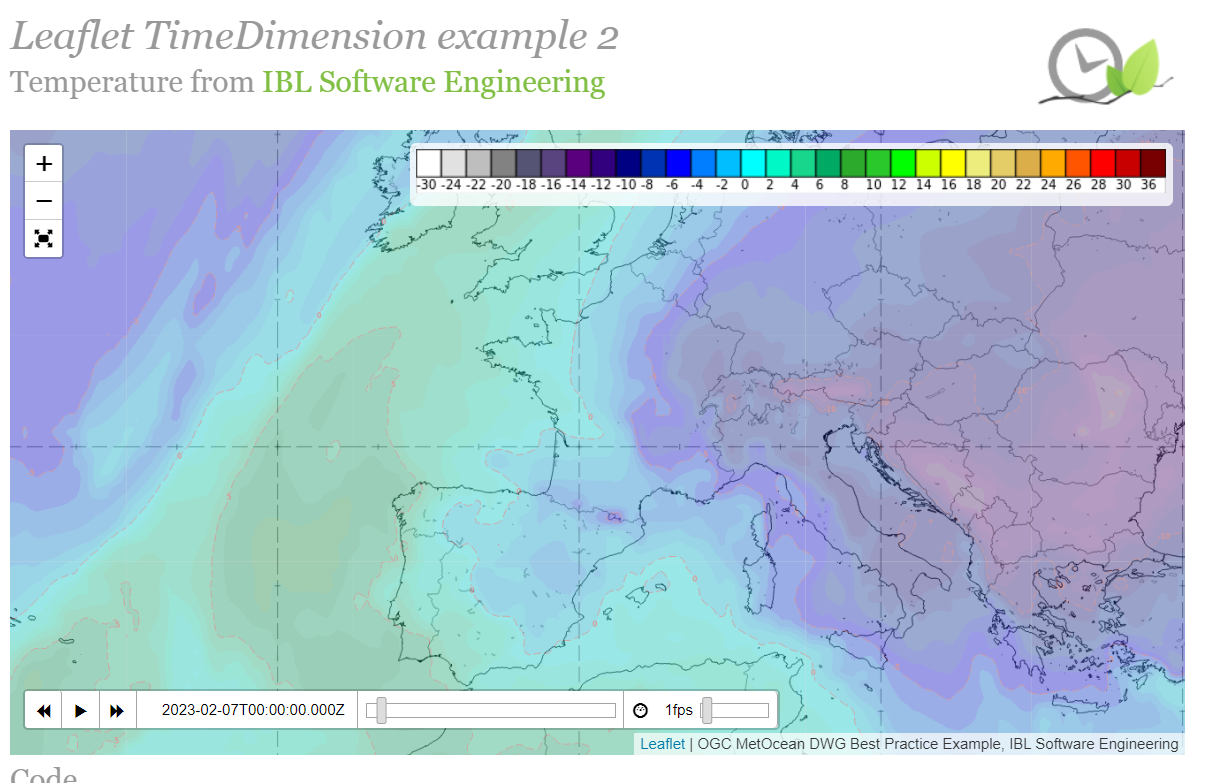 Leaflet TimeDimension example 2
Temperature from IBL Software Engineering
+
−
-30 -24 -22 -20 -18 -16 -14 -12 -10 -8 -6 -4 -2 0 2 4 6 8 10 12 14 16 18 20 22 24 26 28 30 36
2023-02-07T00:00:00.000Z
1fps
Leaflet | OGC MetOcean DWG Best Practice Example, IBL Software Engineering
Code